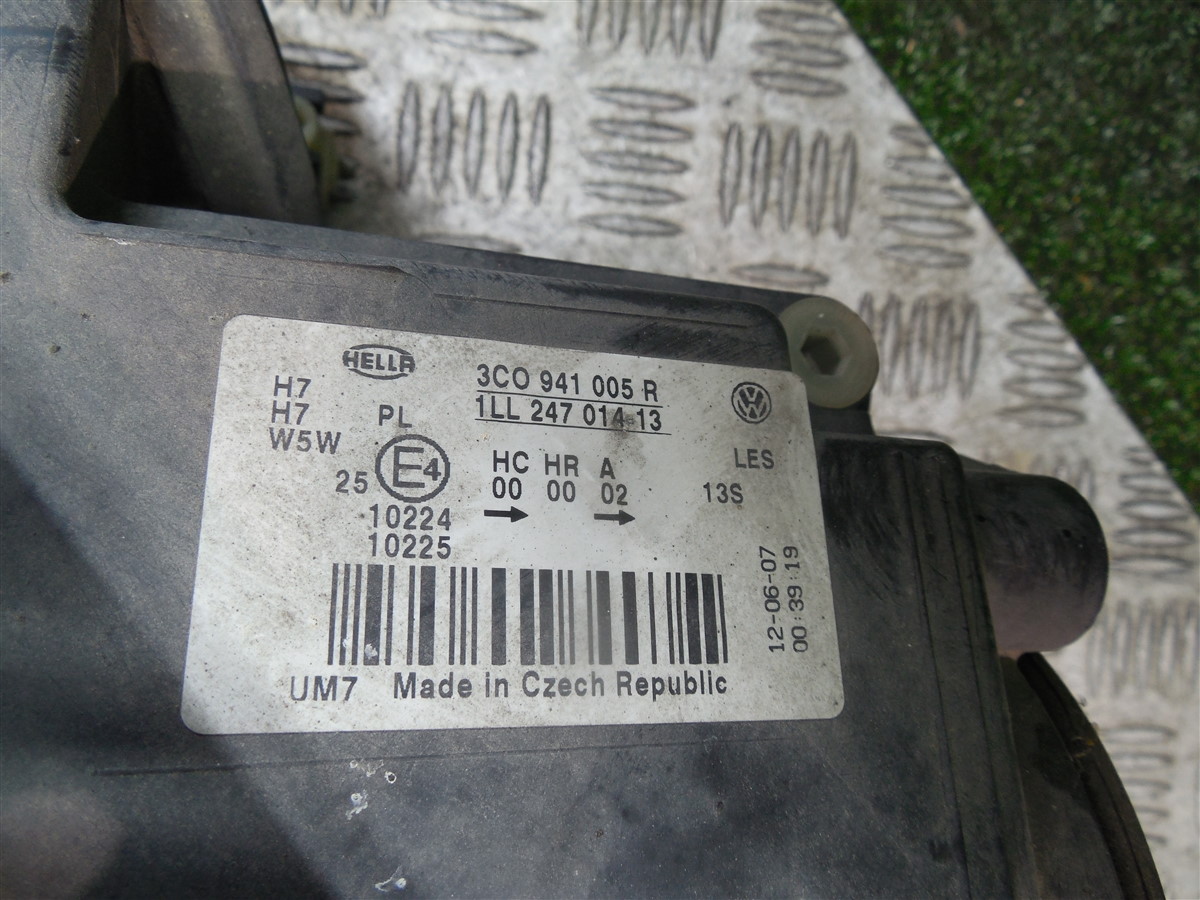 HELLA
3C0 941 005 R
1LL 247 014-13
H7
H7
W5W
PL
25 E4
HC HR A
00 00 02
LES
13S
10224
10225
12-06-07
00:39:19
UM7 Made in Czech Republic